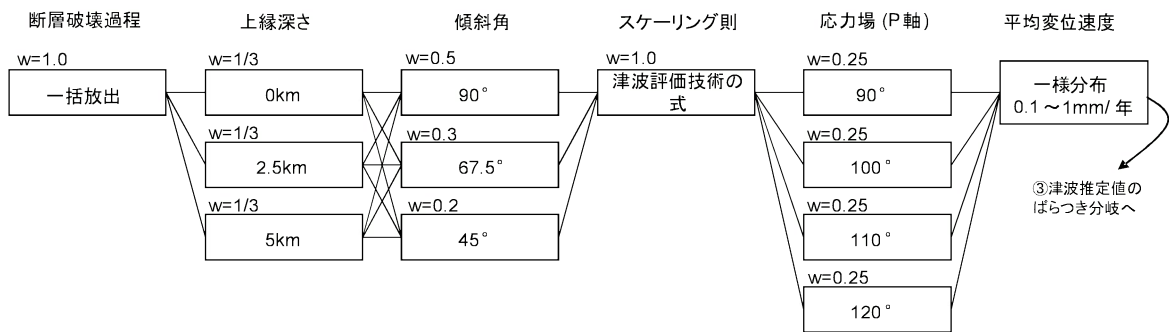 断層破壊過程
上縁深さ
傾斜角
スケーリング則
応力場 (P軸)
平均変位速度
w=1.0
一括放出
w=1/3
0km
w=1/3
2.5km
w=1/3
5km
w=0.5
90°
w=0.3
67.5°
w=0.2
45°
w=1.0
津波評価技術の
式
w=0.25
90°
w=0.25
100°
w=0.25
110°
w=0.25
120°
一様分布
0.1～1mm/年
③津波推定値の
ばらつき分岐へ